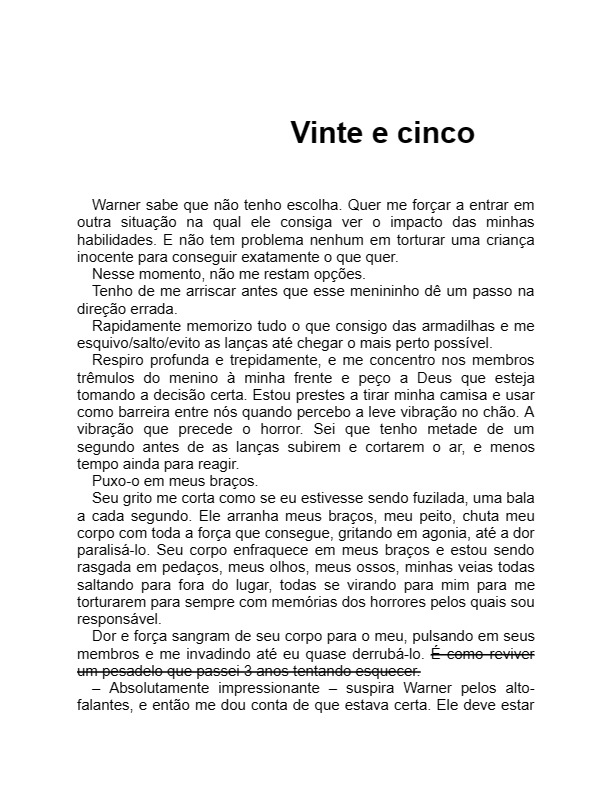 Vinte e cinco
Warner sabe que não tenho escolha. Quer me forçar a entrar em
outra situação na qual ele consiga ver o impacto das minhas
habilidades. E não tem problema nenhum em torturar uma criança
inocente para conseguir exatamente o que quer.
Nesse momento, não me restam opções.
Tenho de me arriscar antes que esse menininho dê um passo na
direção errada.
Rapidamente memorizo tudo o que consigo das armadilhas e me
esquivo/salto/evito as lanças até chegar o mais perto possível.
Respiro profunda e trepidamente, e me concentro nos membros
trêmulos do menino à minha frente e peço a Deus que esteja
tomando a decisão certa. Estou prestes a tirar minha camisa e usar
como barreira entre nós quando percebo a leve vibração no chão. A
vibração que precede o horror. Sei que tenho metade de um
segundo antes de as lanças subirem e cortarem o ar, e menos
tempo ainda para reagir.
Puxo-o em meus braços.
Seu grito me corta como se eu estivesse sendo fuzilada, uma bala
a cada segundo. Ele arranha meus braços, meu peito, chuta meu
corpo com toda a força que consegue, gritando em agonia, até a dor
paralisá-lo. Seu corpo enfraquece em meus braços e estou sendo
rasgada em pedaços, meus olhos, meus ossos, minhas veias todas
saltando para fora do lugar, todas se virando para mim para me
torturarem para sempre com memórias dos horrores pelos quais sou
responsável.
Dor e força sangram de seu corpo para o meu, pulsando em seus
membros e me invadindo até eu quase derrubá-lo. É como reviver
um pesadelo que passei 3 anos tentando esquecer.
– Absolutamente impressionante – suspira Warner pelos alto-
falantes, e então me dou conta de que estava certa. Ele deve estar